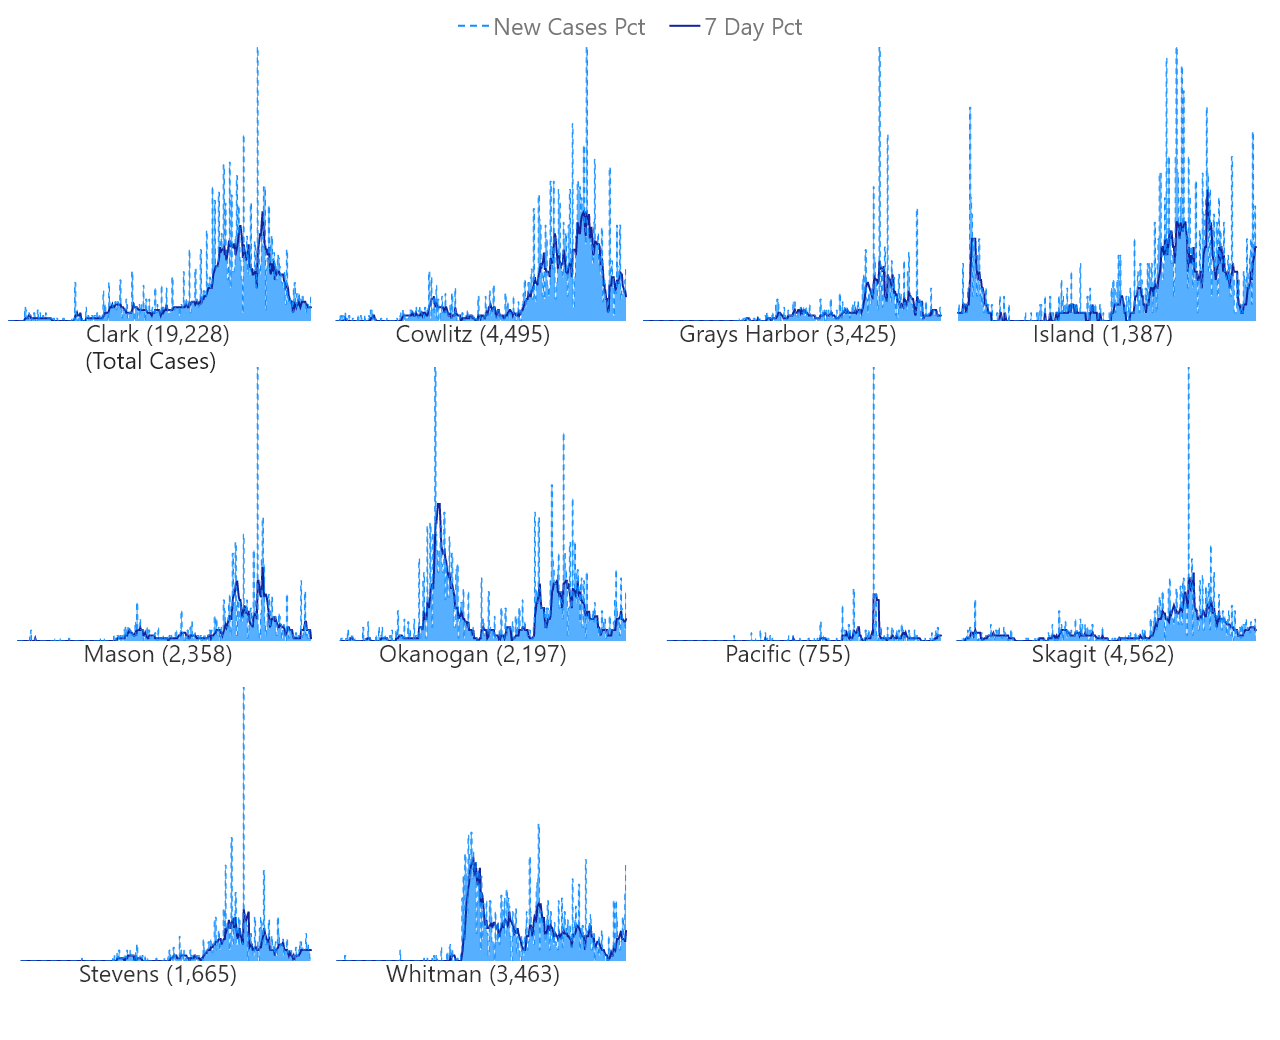 New Cases Pct 7 Day Pct
Clark (19,228)
(Total Cases)
Cowlitz (4,495)
Grays Harbor (3,425)
Island (1,387)
Mason (2,358)
Okanogan (2,197)
Pacific (755)
Skagit (4,562)
Stevens (1,665)
Whitman (3,463)